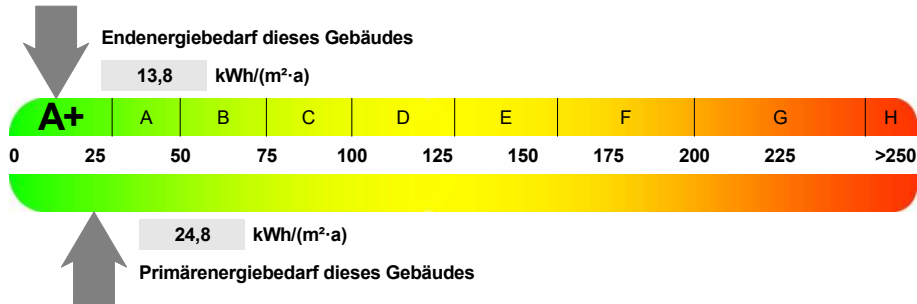 Endenergiebedarf dieses Gebäudes
13,8 kWh/(m²·a)
A+ A B C D E F G H
0 25 50 75 100 125 150 175 200 225 >250
24,8 kWh/(m²·a)
Primärenergiebedarf dieses Gebäudes